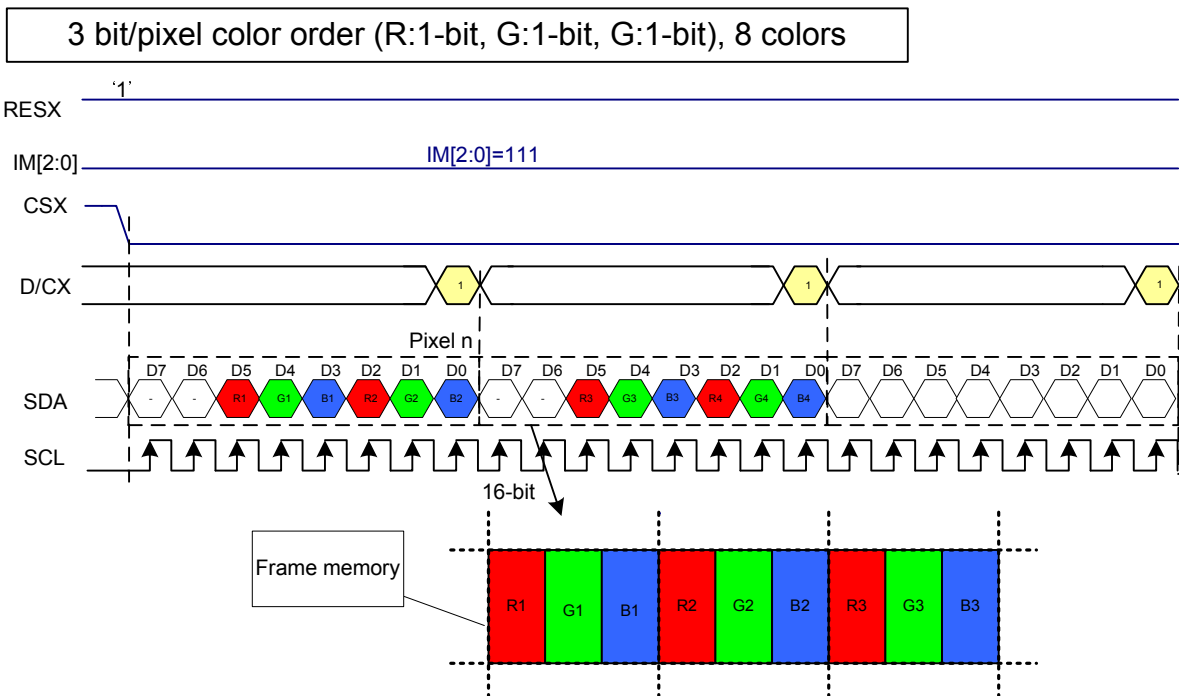 3 bit/pixel color order (R:1-bit, G:1-bit, G:1-bit), 8 colors
'1'
RESX
IM[2:0]
IM[2:0]=111
CSX
D/CX
1
1
1
Pixel n
D7 D6 D5 D4 D3 D2 D1 D0 D7 D6 D5 D4 D3 D2 D1 D0 D7 D6 D5 D4 D3 D2 D1 D0
SDA
- - R1 G1 B1 R2 G2 B2 - - R3 G3 B3 R4 G4 B4
SCL
16-bit
Frame memory
R1 G1 B1 R2 G2 B2 R3 G3 B3